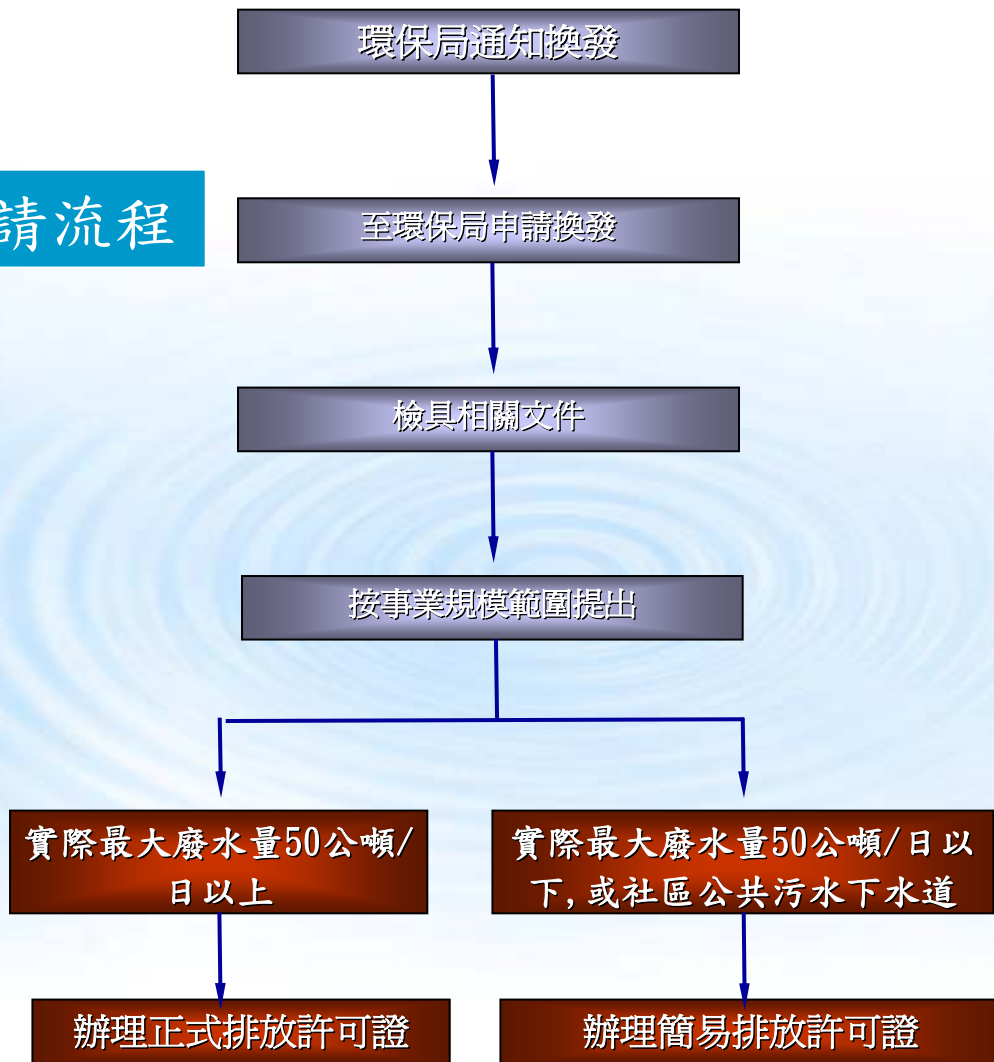 環保局通知換發
請流程
至環保局申請換發
檢具相關文件
按事業規模範圍提出
實際最大廢水量50公噸/
日以上
實際最大廢水量50公噸/日以
下,或社區公共污水下水道
辦理正式排放許可證
辦理簡易排放許可證